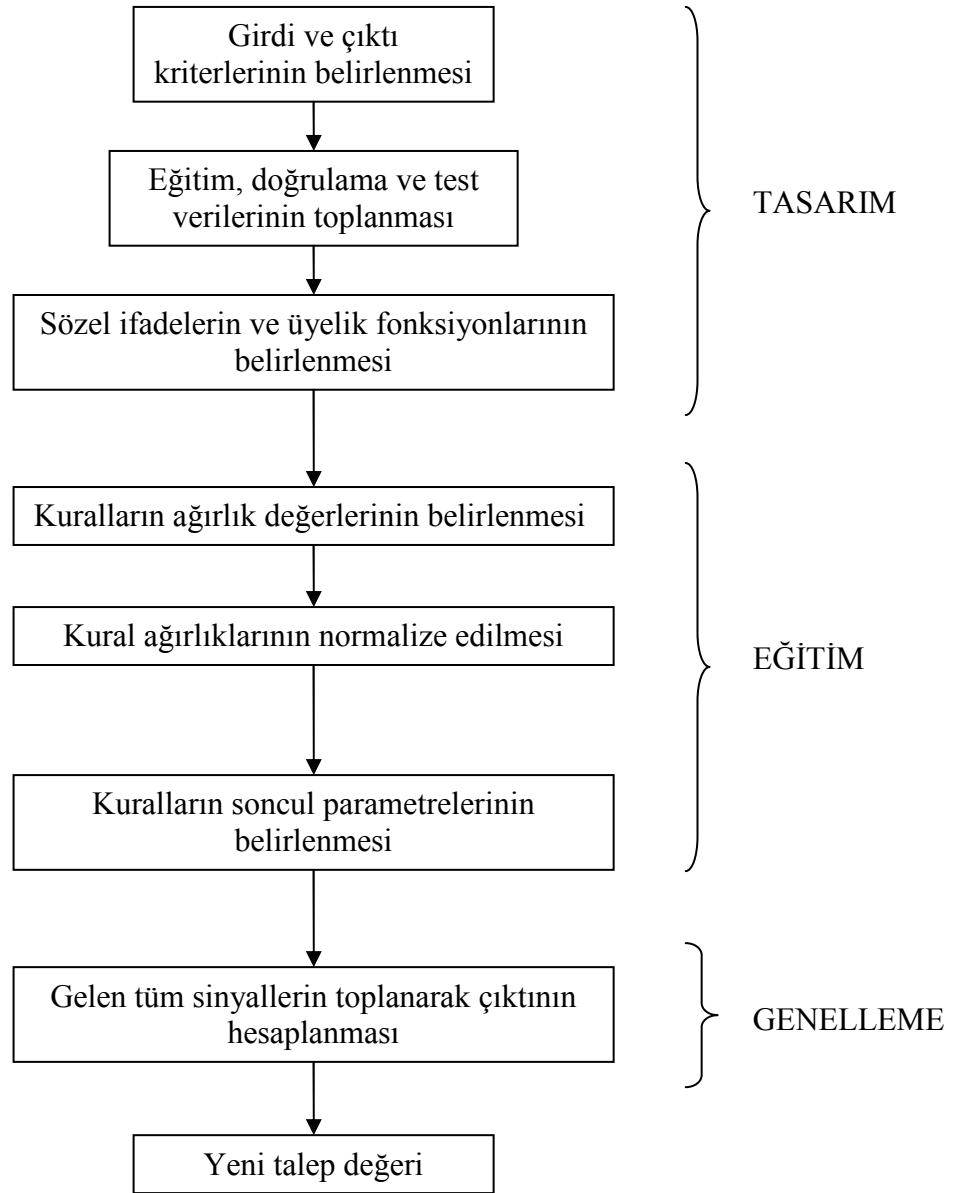 Girdi ve çıktı
kriterlerinin belirlenmesi
Eğitim, doğrulama ve test
verilerinin toplanması
TASARIM
Sözel ifadelerin ve üyelik fonksiyonlarının
belirlenmesi
Kuralların ağırlık değerlerinin belirlenmesi
Kural ağırlıklarının normalize edilmesi
EĞİTİM
Kuralların soncul parametrelerinin
belirlenmesi
Gelen tüm sinyallerin toplanarak çıktının
hesaplanması
GENELLEME
Yeni talep değeri